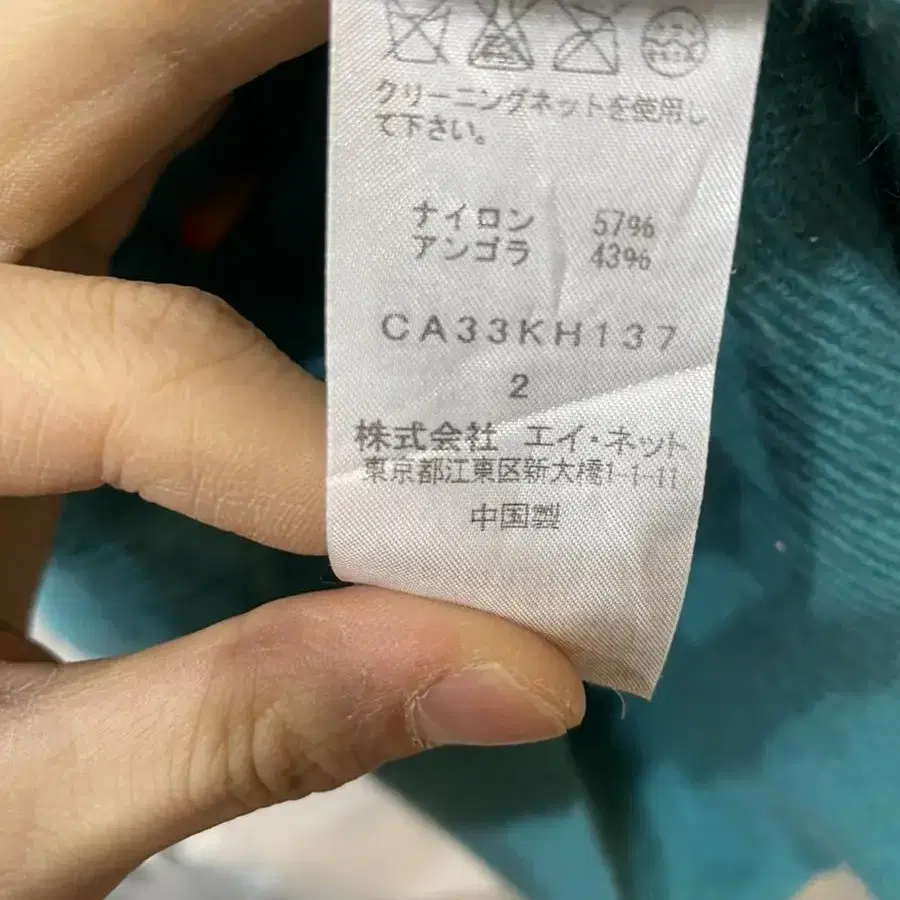 クリーニングネットを使用し
て下さい。
ナイロン 57%
アンゴラ 43%
CA33KH137
2
株式会社 エイ・ネット
東京都江東区新大橋1-1-11
中国製